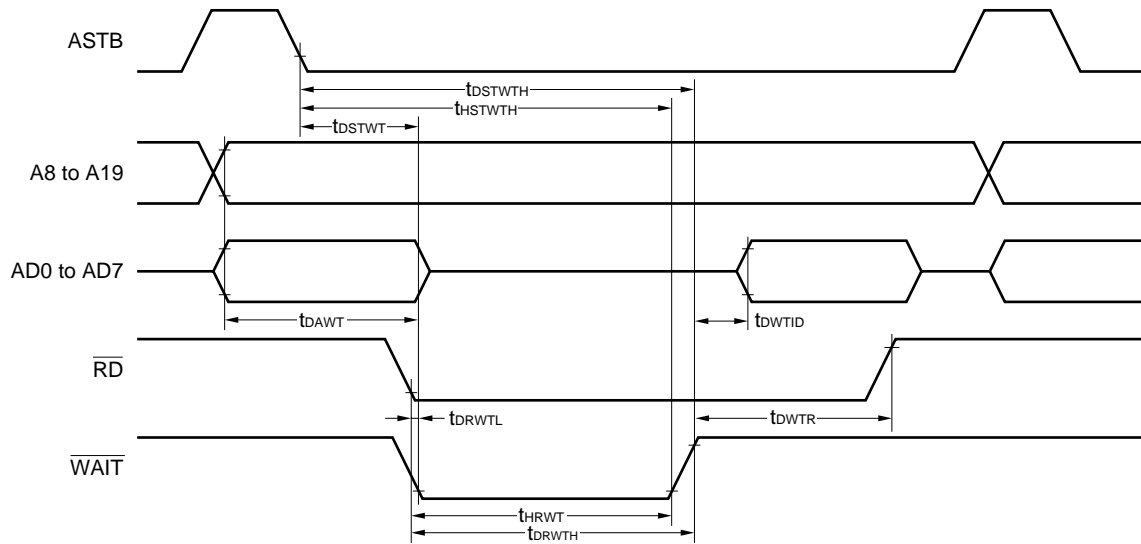 ASTB
tDSTWTH
tHSTWTH
tDSTWT
A8 to A19
AD0 to AD7
tDAWT
tDWTID
RD
tDRWTL
tDWTR
WAIT
tHRWT
tDRWTH